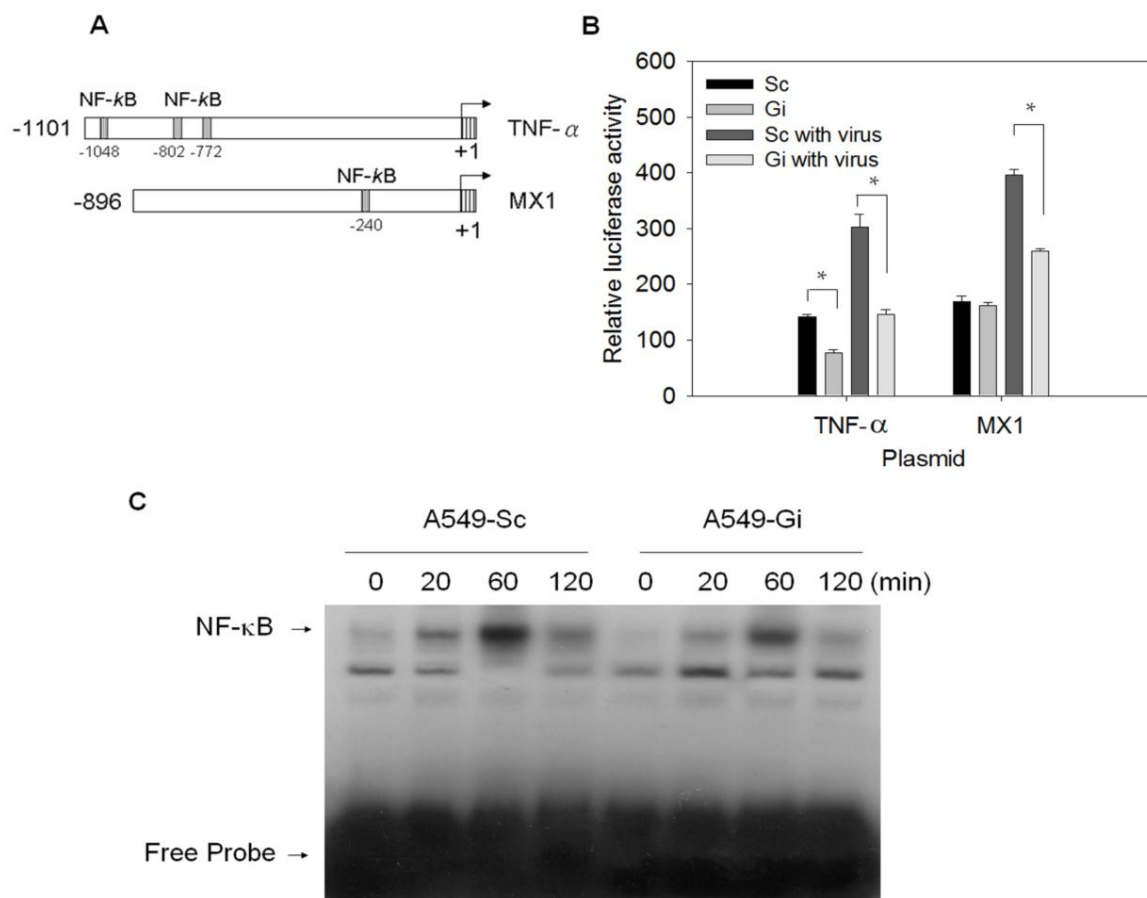 A
NF-κB NF-κB
-1101 TNF-α
-1048 -802 -772 +1
NF-κB
-896 MX1
-240 +1
B
Relative luciferase activity
600
500
400
300
200
100
0
Sc
Gi
Sc with virus
Gi with virus
* * *
TNF-α MX1
Plasmid
C
A549-Sc A549-Gi
0 20 60 120 0 20 60 120 (min)
NF-κB →
Free Probe →